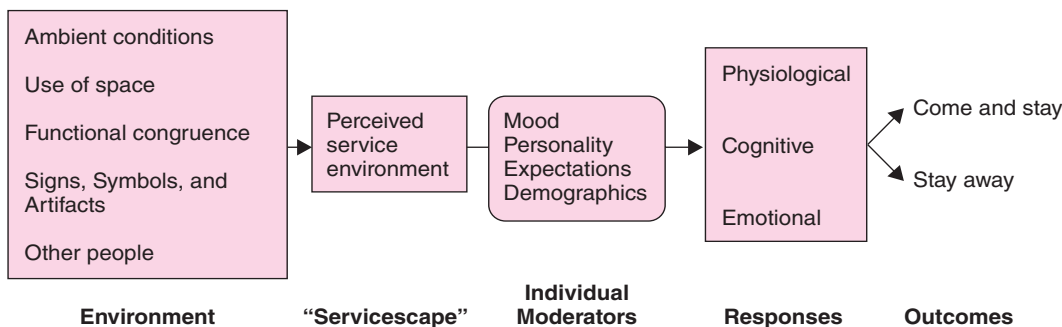 Ambient conditions
Use of space
Functional congruence
Signs, Symbols, and
Artifacts
Other people
Perceived
service
environment
Mood
Personality
Expectations
Demographics
Physiological
Cognitive
Emotional
Come and stay
Stay away
Environment
“Servicescape”
Individual
Moderators
Responses
Outcomes